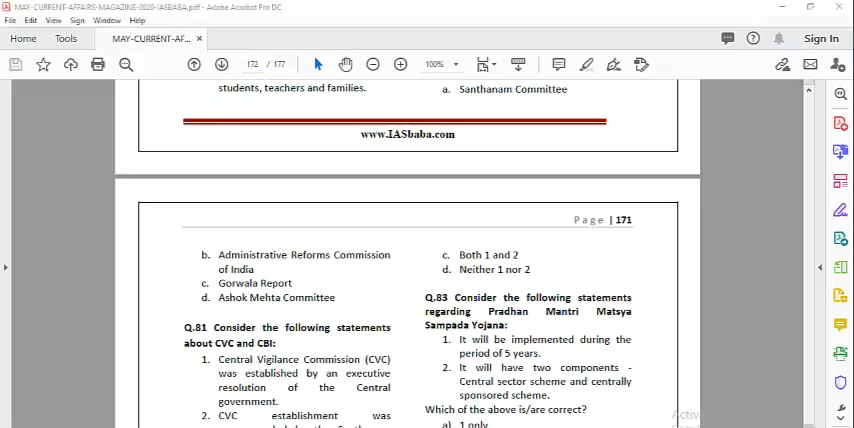 MAY-CURRENT-AFFAIRS-MAGAZINE-2020-IASBABA.pdf - Adobe Acrobat Pro DC
File Edit View Sign Window Help
Home Tools MAY-CURRENT-AF... × Sign In
172 / 177 100%
students, teachers and families.
a. Santhanam Committee
www.IASbaba.com
Page | 171
b. Administrative Reforms Commission
of India
c. Gorwala Report
d. Ashok Mehta Committee
Q.81 Consider the following statements
about CVC and CBI:
1. Central Vigilance Commission (CVC)
was established by an executive
resolution of the Central
government.
2. CVC establishment was
c. Both 1 and 2
d. Neither 1 nor 2
Q.83 Consider the following statements
regarding Pradhan Mantri Matsya
Sampada Yojana:
1. It will be implemented during the
period of 5 years.
2. It will have two components -
Central sector scheme and centrally
sponsored scheme.
Which of the above is/are correct?
a) 1 only